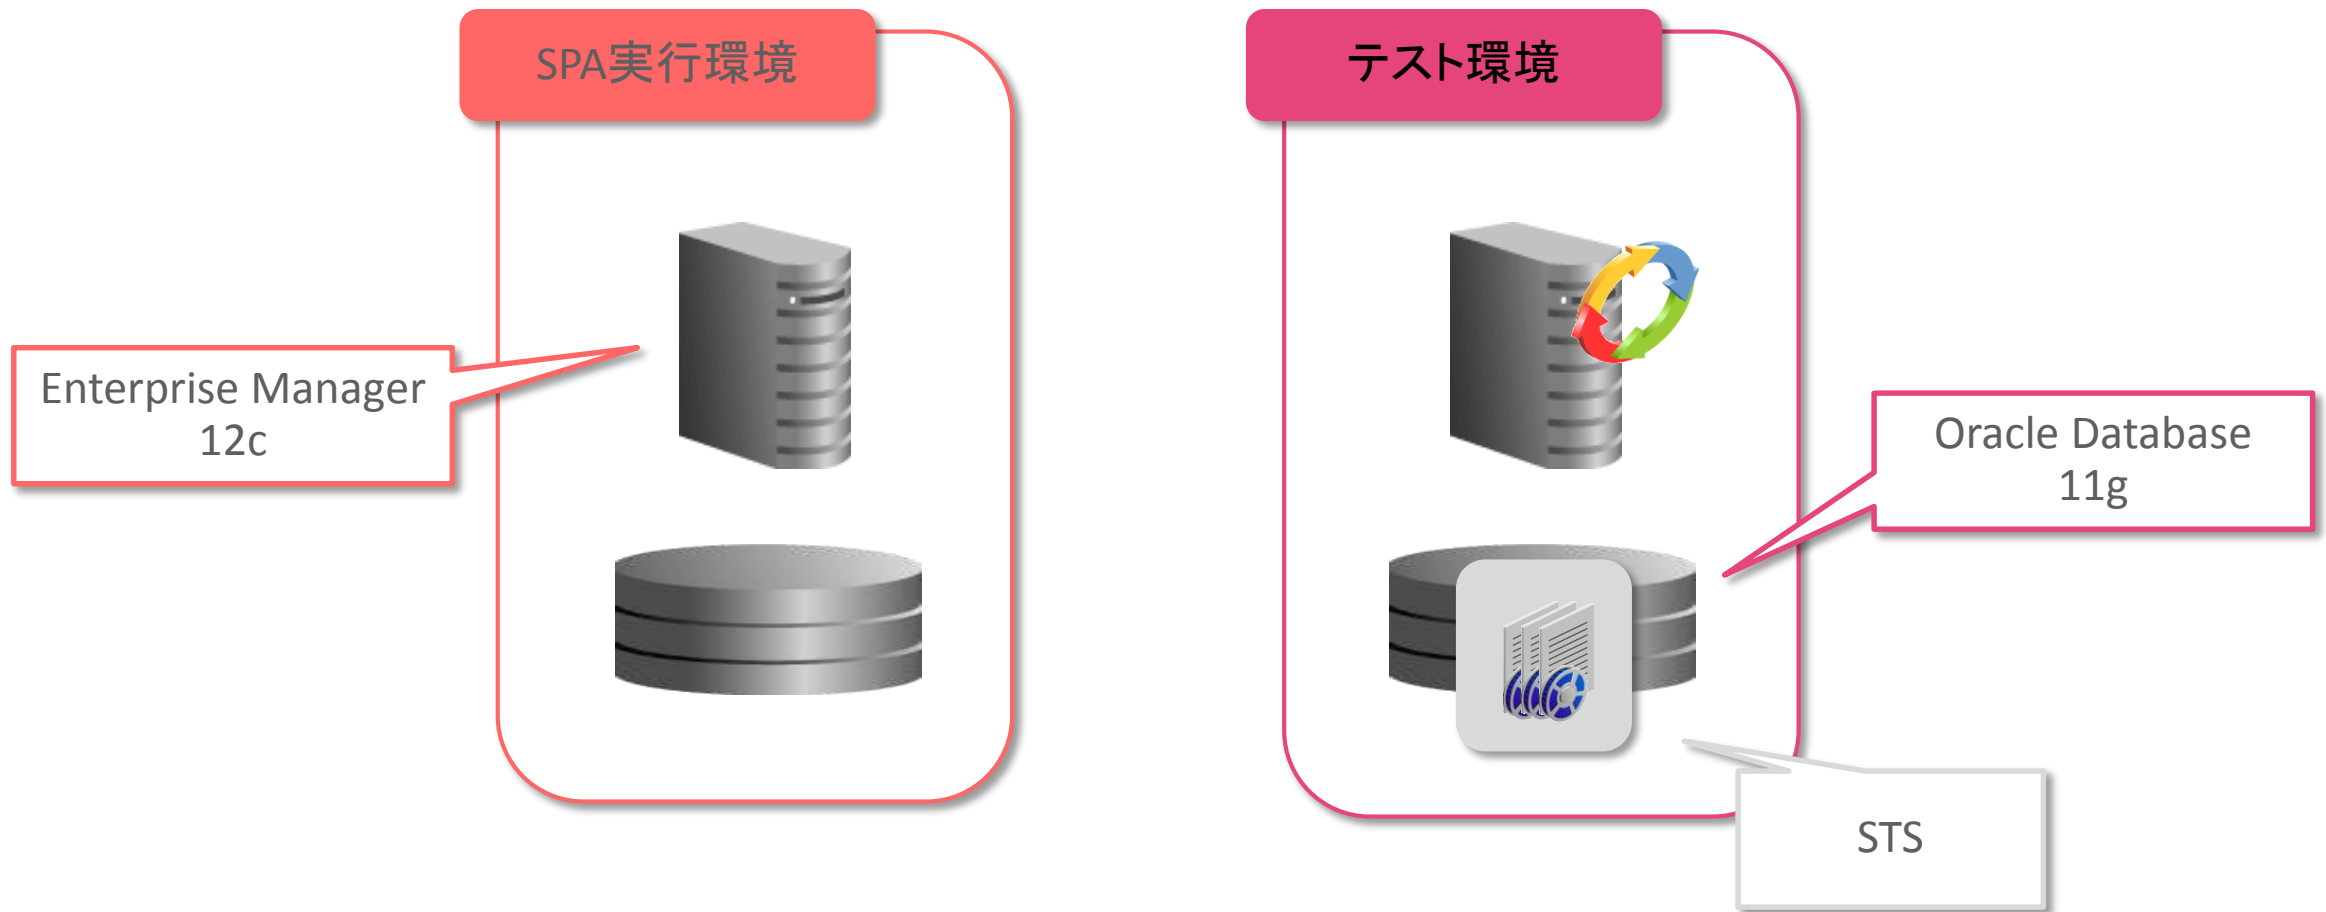 SPA実行環境
テスト環境
Enterprise Manager
12c
Oracle Database
11g
STS